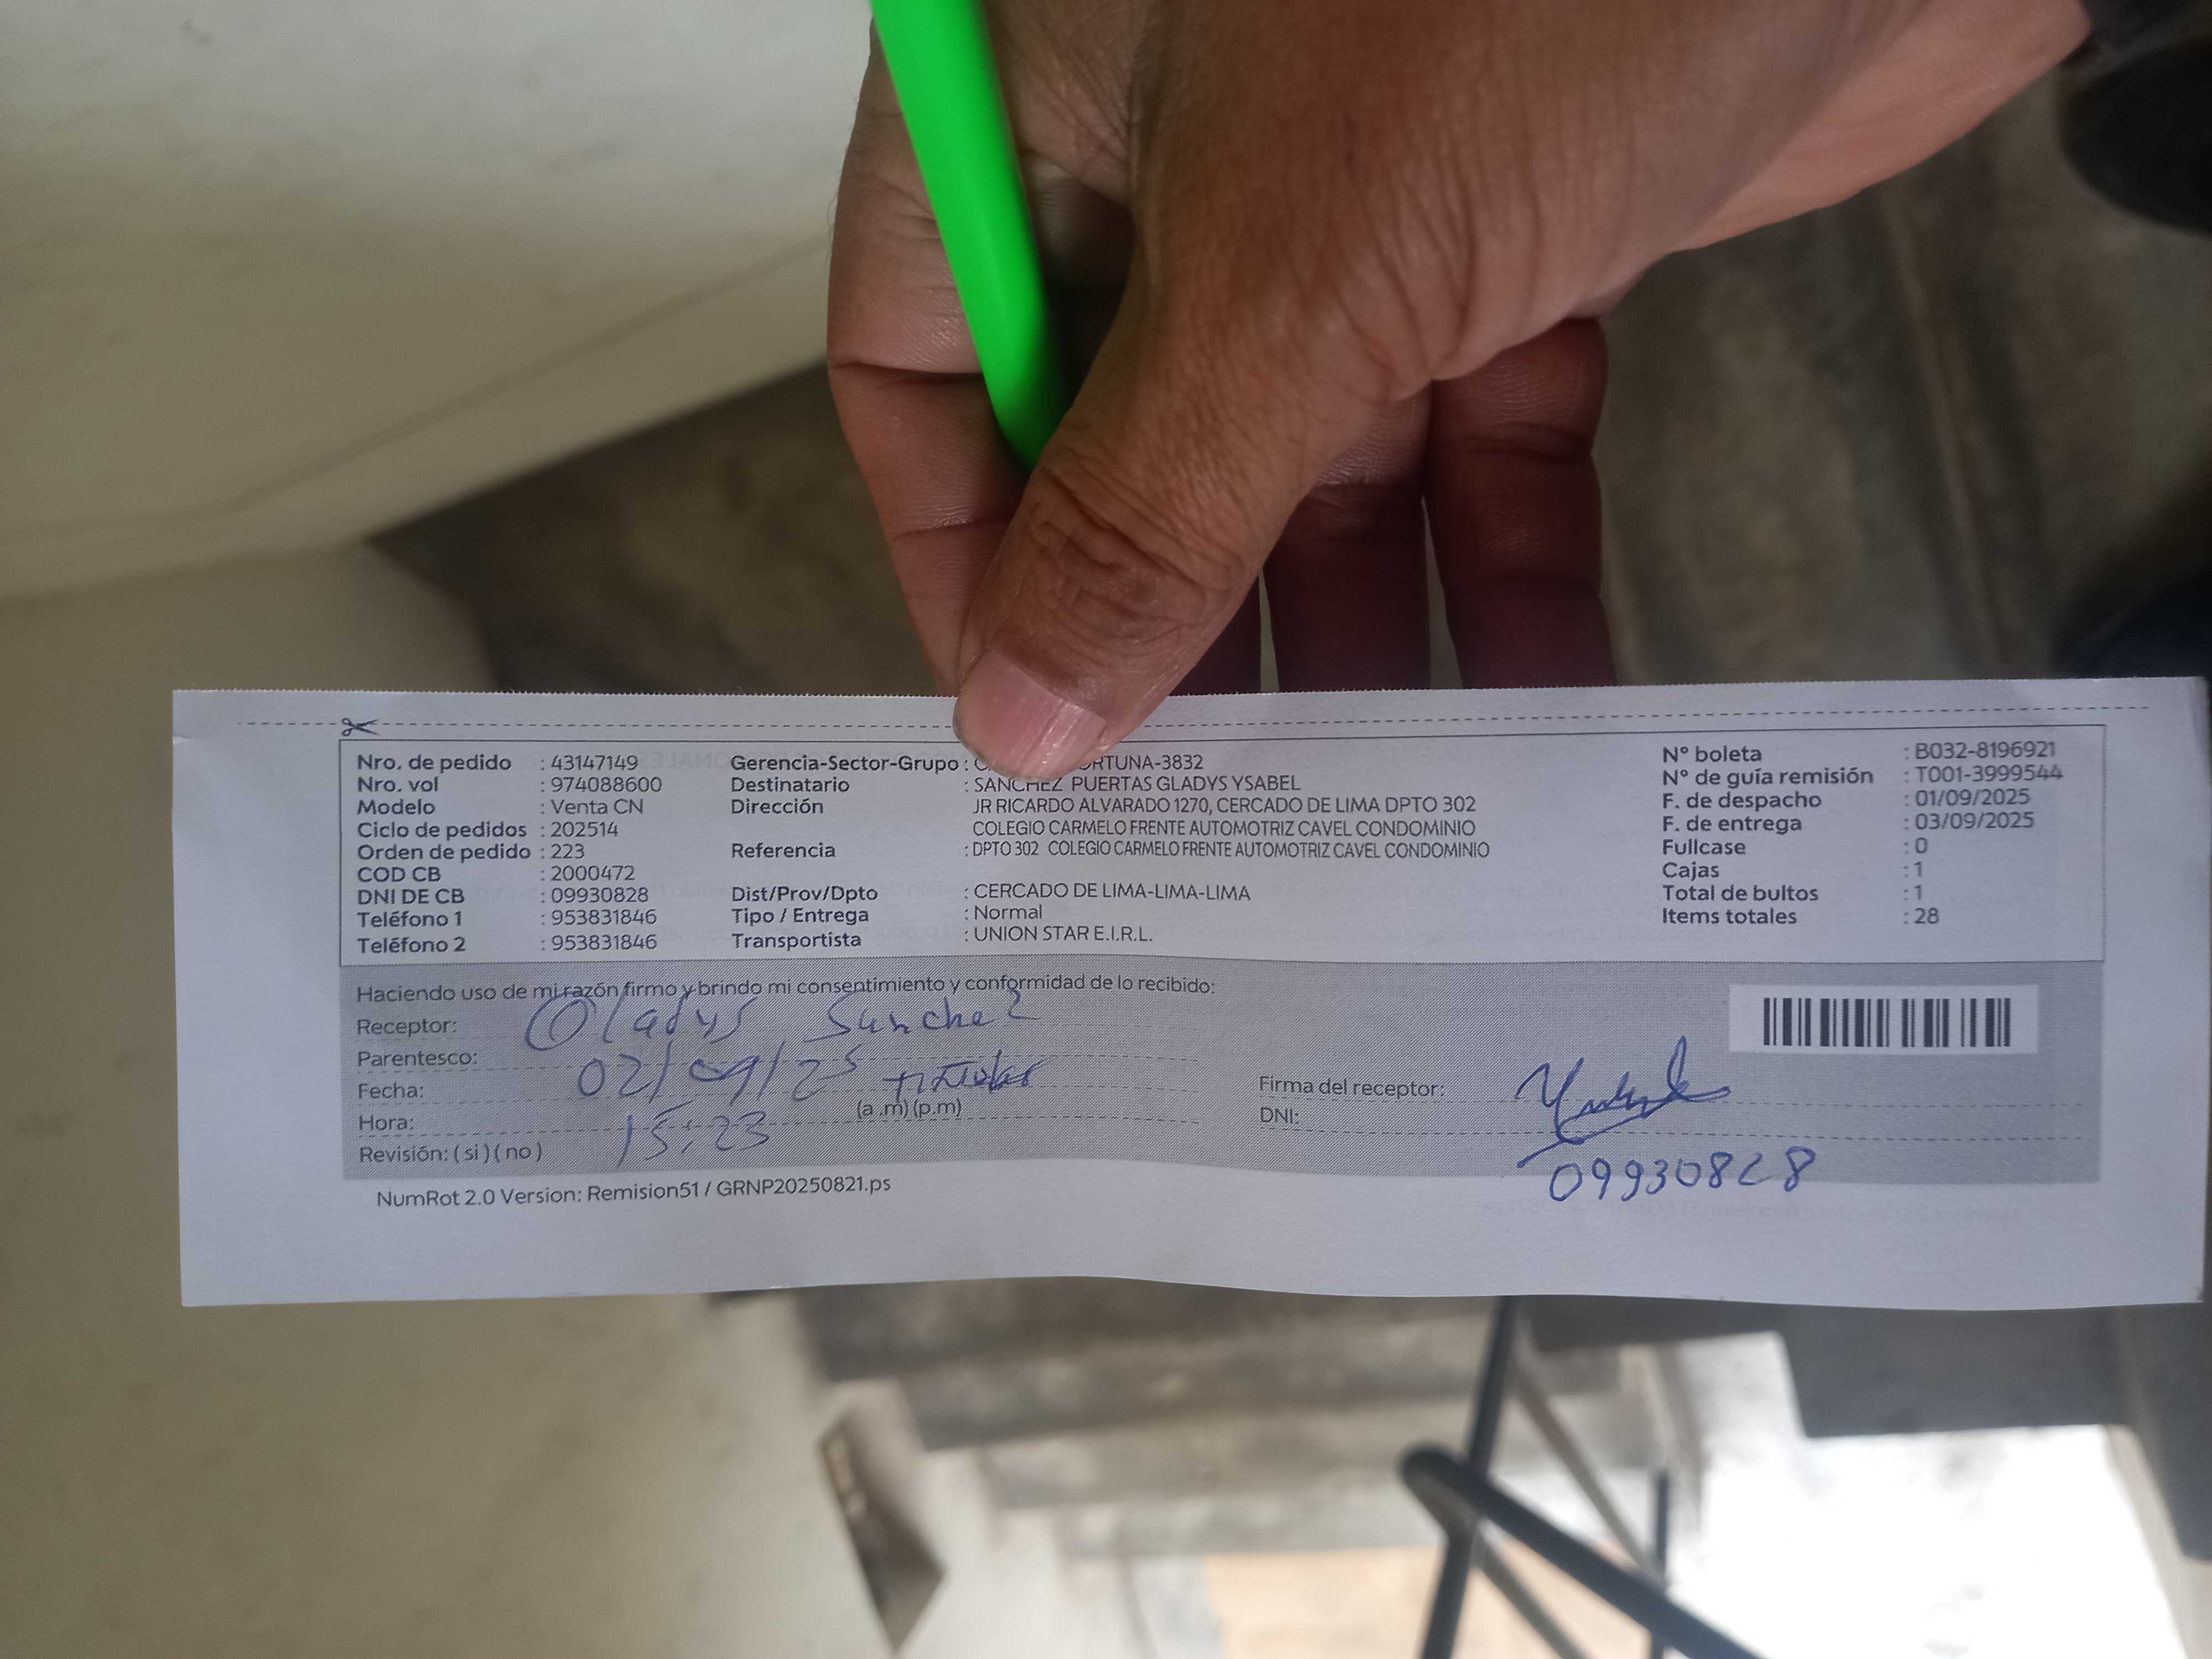 Nro. de pedido : 43147149 Gerencia-Sector-Grupo : RTUNA-3832 N° boleta : B032-8196921
Nro. vol : 974088600 Destinatario : SANCHEZ PUERTAS GLADYS YSABEL N° de guía remisión : T001-3999544
Modelo : Venta CN Dirección JR RICARDO ALVARADO 1270, CERCADO DE LIMA DPTO 302 F. de despacho : 01/09/2025
Ciclo de pedidos : 202514 COLEGIO CARMELO FRENTE AUTOMOTRIZ CAVEL CONDOMINIO F. de entrega : 03/09/2025
Orden de pedido : 223 Referencia : DPTO 302 COLEGIO CARMELO FRENTE AUTOMOTRIZ CAVEL CONDOMINIO Fullcase : 0
COD CB : 2000472 Cajas : 1
DNI DE CB : 09930828 Dist/Prov/Dpto : CERCADO DE LIMA-LIMA-LIMA Total de bultos : 1
Teléfono 1 : 953831846 Tipo / Entrega : Normal Items totales : 28
Teléfono 2 : 953831846 Transportista : UNION STAR E.I.R.L.
Haciendo uso de mi razón firmo y brindo mi consentimiento y conformidad de lo recibido:
Receptor: Gladys Sanchez
Parentesco:
Fecha: 02/09/25 titular Firma del receptor:
Hora: 15:23 (a.m) (p.m) DNI: 09930828
Revisión: ( si ) ( no )
NumRot 2.0 Version: Remision51 / GRNP20250821.ps